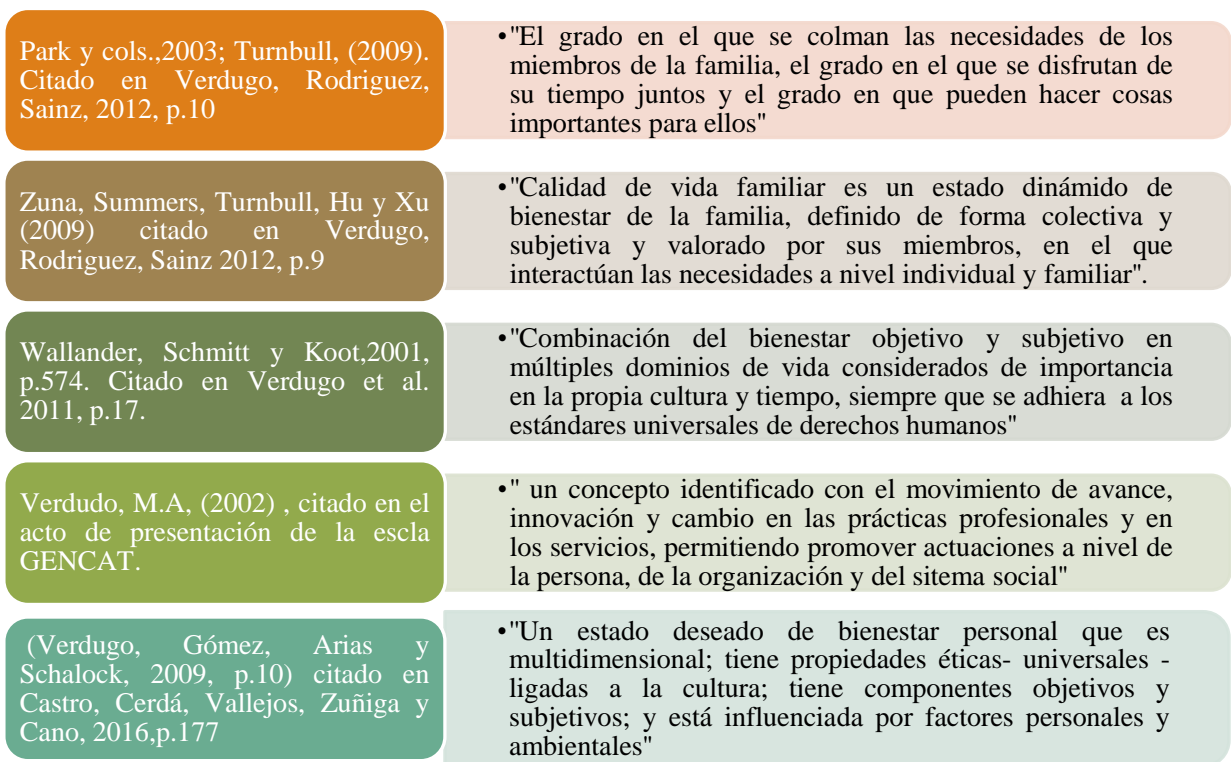 Park y cols.,2003; Turnbull, (2009).
Citado en Verdugo, Rodriguez,
Sainz, 2012, p.10
•"El grado en el que se colman las necesidades de los
miembros de la familia, el grado en el que se disfrutan de
su tiempo juntos y el grado en que pueden hacer cosas
importantes para ellos"
Zuna, Summers, Turnbull, Hu y Xu
(2009) citado en Verdugo,
Rodriguez, Sainz 2012, p.9
•"Calidad de vida familiar es un estado dinámido de
bienestar de la familia, definido de forma colectiva y
subjetiva y valorado por sus miembros, en el que
interactúan las necesidades a nivel individual y familiar".
Wallander, Schmitt y Koot,2001,
p.574. Citado en Verdugo et al.
2011, p.17.
•"Combinación del bienestar objetivo y subjetivo en
múltiples dominios de vida considerados de importancia
en la propia cultura y tiempo, siempre que se adhiera a los
estándares universales de derechos humanos"
Verdudo, M.A, (2002) , citado en el
acto de presentación de la escla
GENCAT.
•" un concepto identificado con el movimiento de avance,
innovación y cambio en las prácticas profesionales y en
los servicios, permitiendo promover actuaciones a nivel de
la persona, de la organización y del sitema social"
(Verdugo, Gómez, Arias y
Schalock, 2009, p.10) citado en
Castro, Cerdá, Vallejos, Zuñiga y
Cano, 2016,p.177
•"Un estado deseado de bienestar personal que es
multidimensional; tiene propiedades éticas- universales -
ligadas a la cultura; tiene componentes objetivos y
subjetivos; y está influenciada por factores personales y
ambientales"